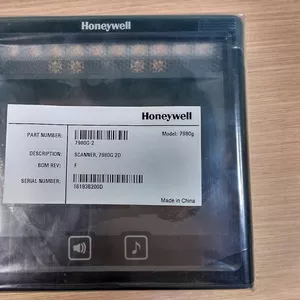 Honeywell
Honeywell
PART NUMBER:
7980G-2
Model: 7980g
DESCRIPTION: SCANNER, 7980G 2D
BOM REV: F
SERIAL NUMBER:
16193B200D
Made in China